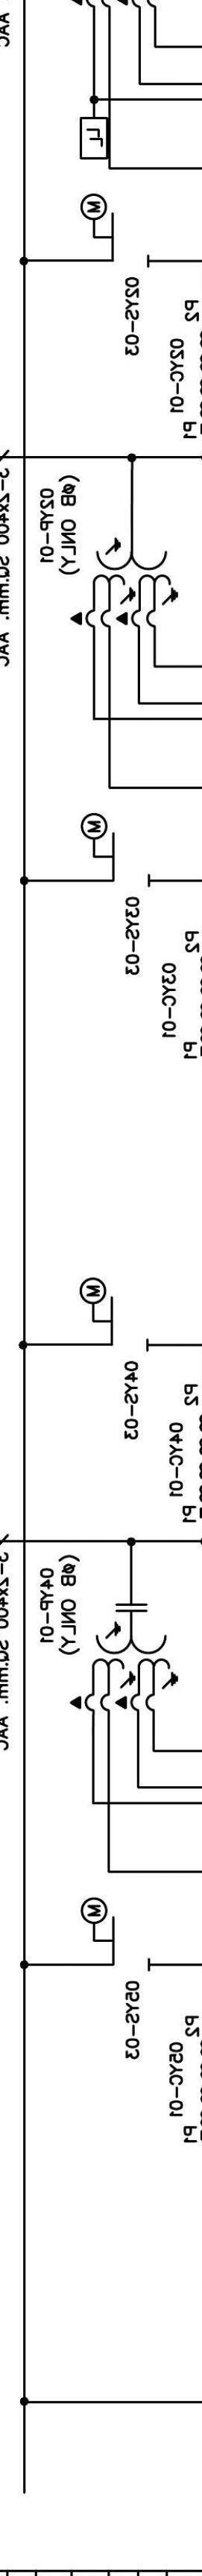 AAC
M
02YS-03
P2
02YC-01
P1
(øB ONLY)
02YP-01
3-2x400 SQ.mm. AAC
M
03YS-03
P2
03YC-01
P1
M
04YS-03
P2
04YC-01
P1
(øB ONLY)
04YP-01
3-2x400 SQ.mm. AAC
M
05YS-03
P2
05YC-01
P1